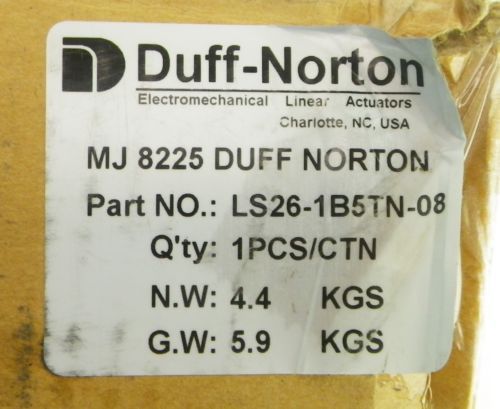 Duff-Norton
Electromechanical Linear Actuators
Charlotte, NC, USA
MJ 8225 DUFF NORTON
Part NO.: LS26-1B5TN-08
Q'ty: 1PCS/CTN
N.W: 4.4 KGS
G.W: 5.9 KGS